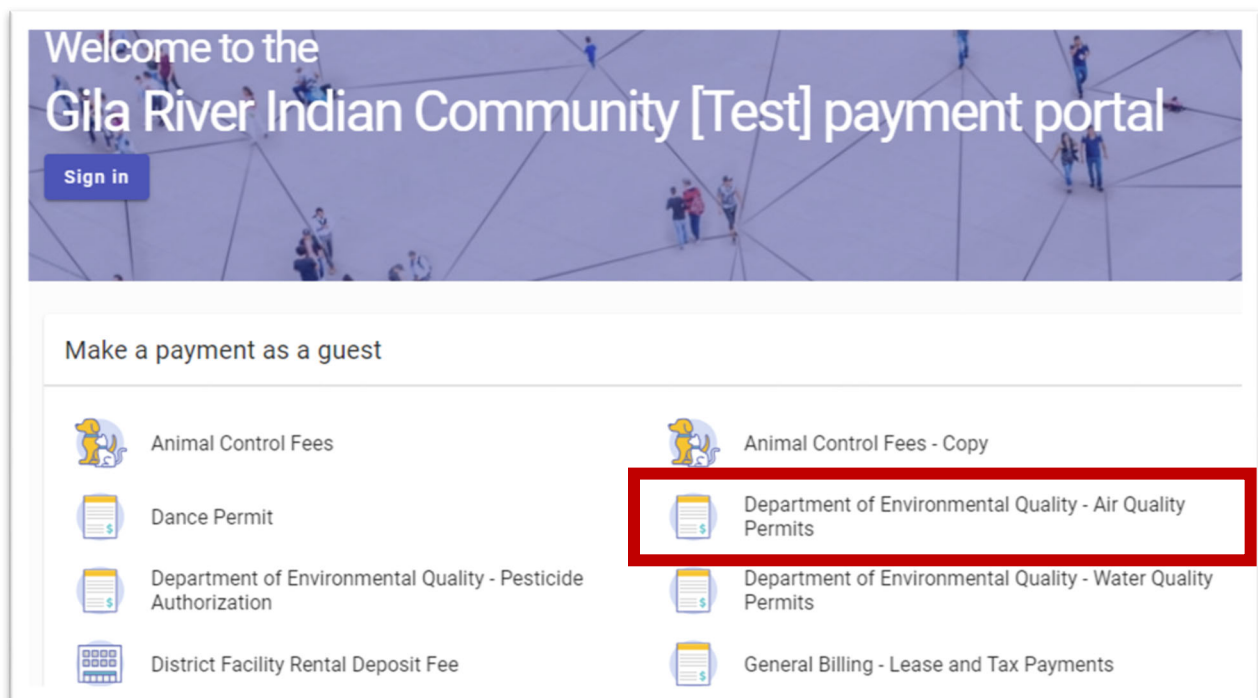 Welcome to the
Gila River Indian Community [Test] payment portal
Sign in
Make a payment as a guest
Animal Control Fees
Animal Control Fees - Copy
Dance Permit
Department of Environmental Quality - Air Quality
Permits
Department of Environmental Quality - Pesticide
Authorization
Department of Environmental Quality - Water Quality
Permits
District Facility Rental Deposit Fee
General Billing - Lease and Tax Payments